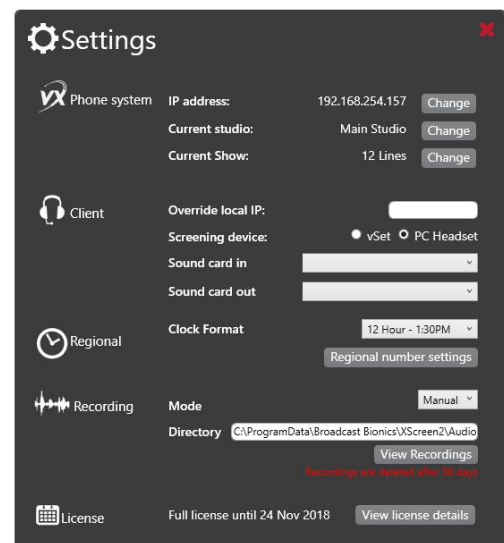 Settings
VX Phone system IP address: 192.168.254.157 Change
Current studio: Main Studio Change
Current Show: 12 Lines Change
Client Override local IP:
Screening device: vSet PC Headset
Sound card in
Sound card out
Regional Clock Format 12 Hour - 1:30PM
Regional number settings
Recording Mode Manual
Directory C:\ProgramData\Broadcast Bionics\XScreen2\Audio
View Recordings
Recordings are deleted after 30 days
License Full license until 24 Nov 2018 View license details